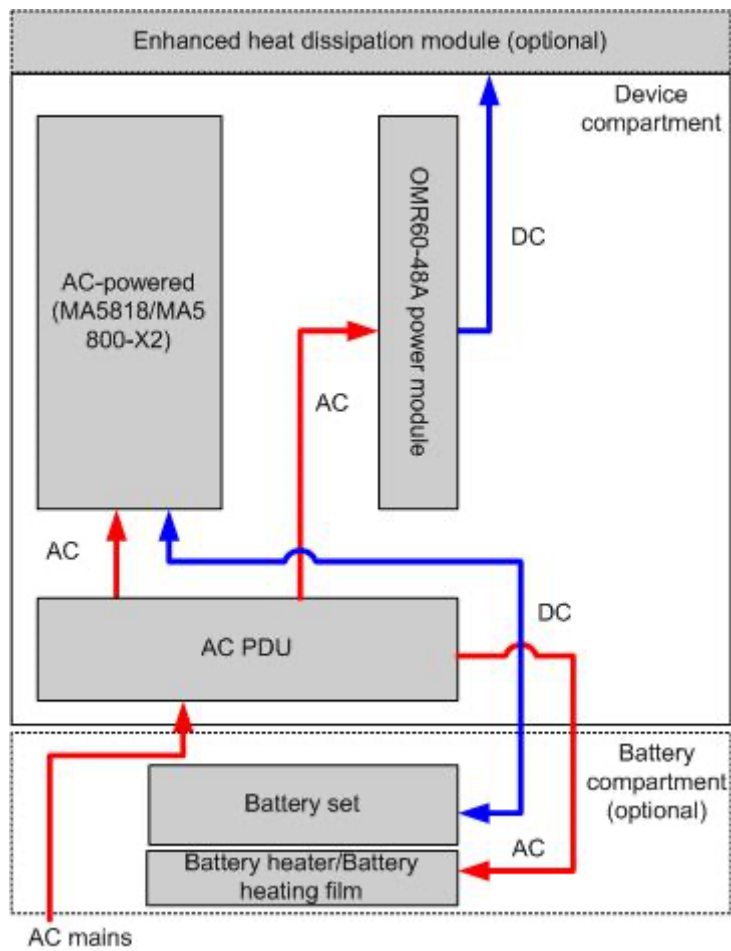 Enhanced heat dissipation module (optional)
Device
compartment
AC-powered
(MA5818/MA5
800-X2)
OMR60-48A power module
DC
AC
AC
DC
AC PDU
Battery
compartment
(optional)
Battery set
AC
Battery heater/Battery
heating film
AC mains